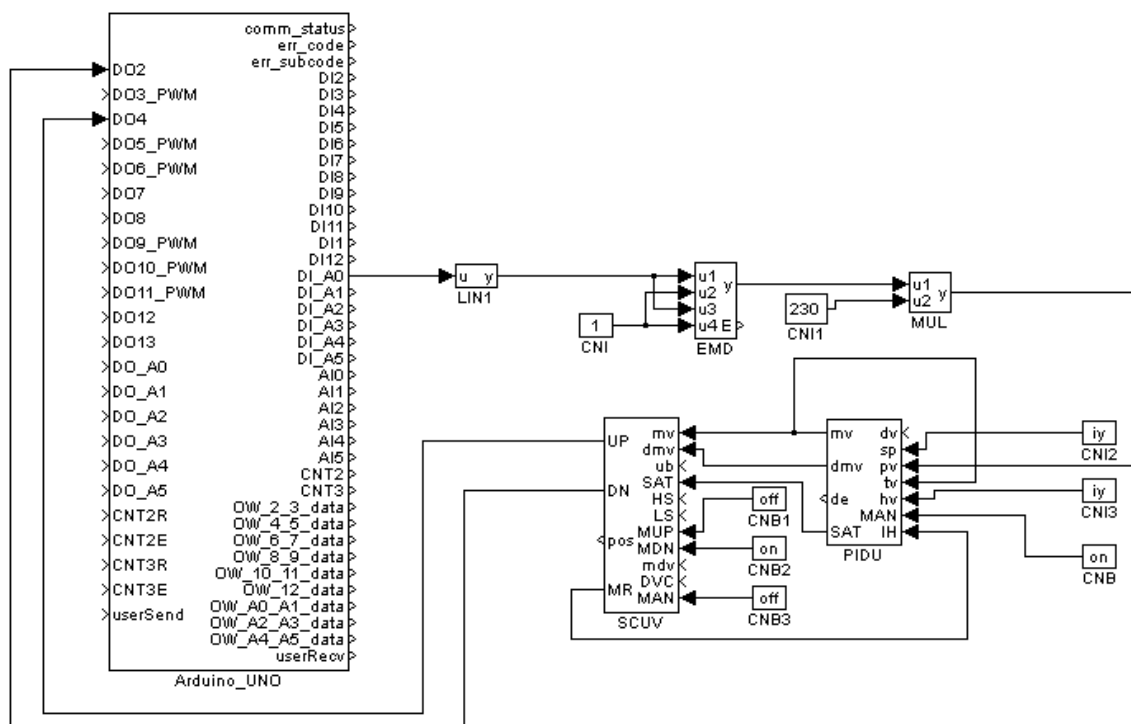 comm_status
err_code
err_subcode
DO2
DI2
DO3_PWM
DI3
DO4
DI4
DI5
DO5_PWM
DI6
DO6_PWM
DI7
DI8
DO7
DI9
DO8
DI10
DI11
DO9_PWM
DI1
DI12
DO10_PWM
DI_A0
DO11_PWM
DI_A1
DI_A2
DO12
DI_A3
DO13
DI_A4
DI_A5
DO_A0
AI0
DO_A1
AI1
AI2
DO_A2
AI3
DO_A3
AI4
DO_A4
AI5
CNT2
DO_A5
CNT3
OW_2_3_data
CNT2R
OW_4_5_data
CNT2E
OW_6_7_data
OW_8_9_data
CNT3R
OW_10_11_data
CNT3E
OW_12_data
OW_A0_A1_data
userSend
OW_A2_A3_data
OW_A4_A5_data
userRecv
Arduino_UNO
u y
LIN1
1
CNI
u1 y
u2
u3
u4 E
EMD
230
CNI1
u1 y
u2
MUL
UP mv
dmv
ub
SAT
DN HS
LS
MUP
pos MDN
mdv
DVC
MR MAN
SCUV
mv dv
sp
dmv pv
tv
de hv
MAN
SAT IH
PIDU
iy
CNI2
iy
CNI3
on
CNB
off
CNB1
on
CNB2
off
CNB3